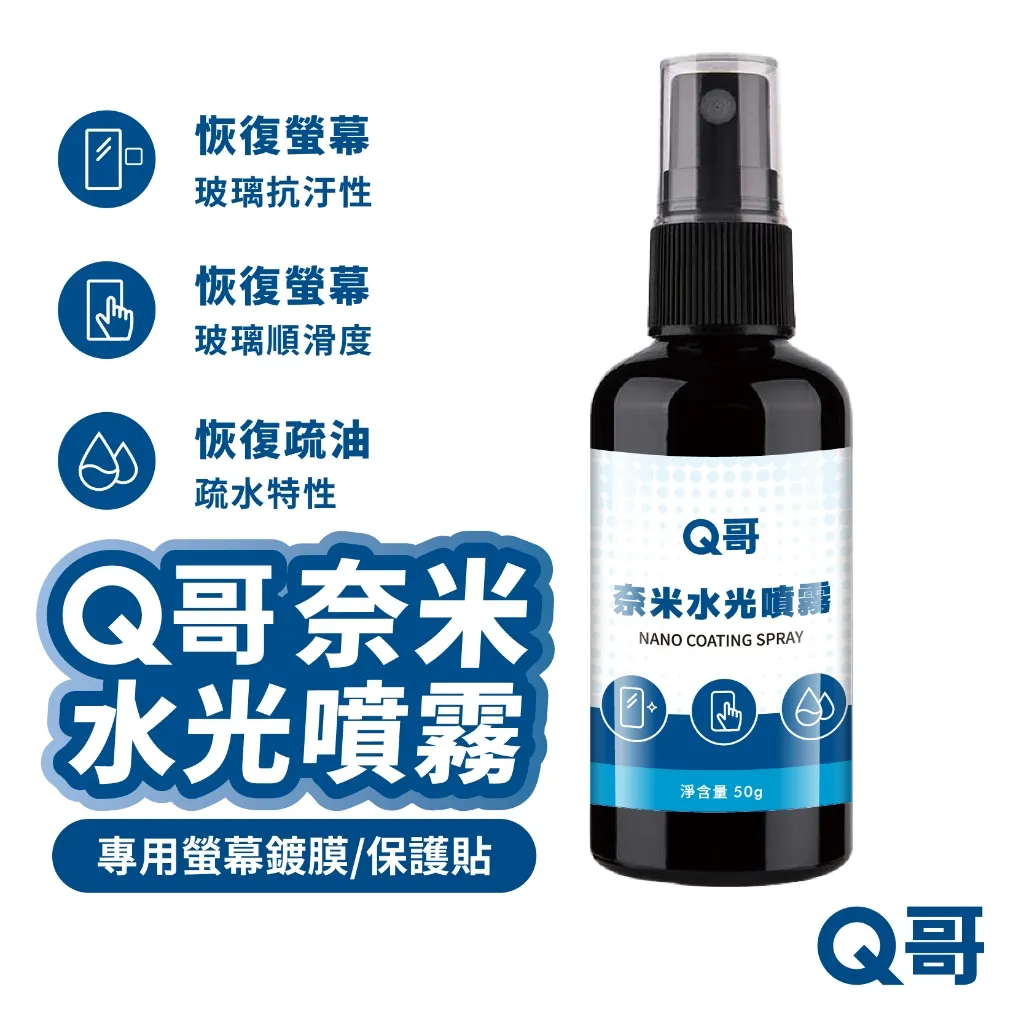 恢復螢幕
玻璃抗汙性
恢復螢幕
玻璃順滑度
恢復疏油
疏水特性
Q哥奈米
水光噴霧
專用螢幕鍍膜/保護貼
Q哥
奈米水光噴霧
NANO COATING SPRAY
淨含量 50g
Q哥